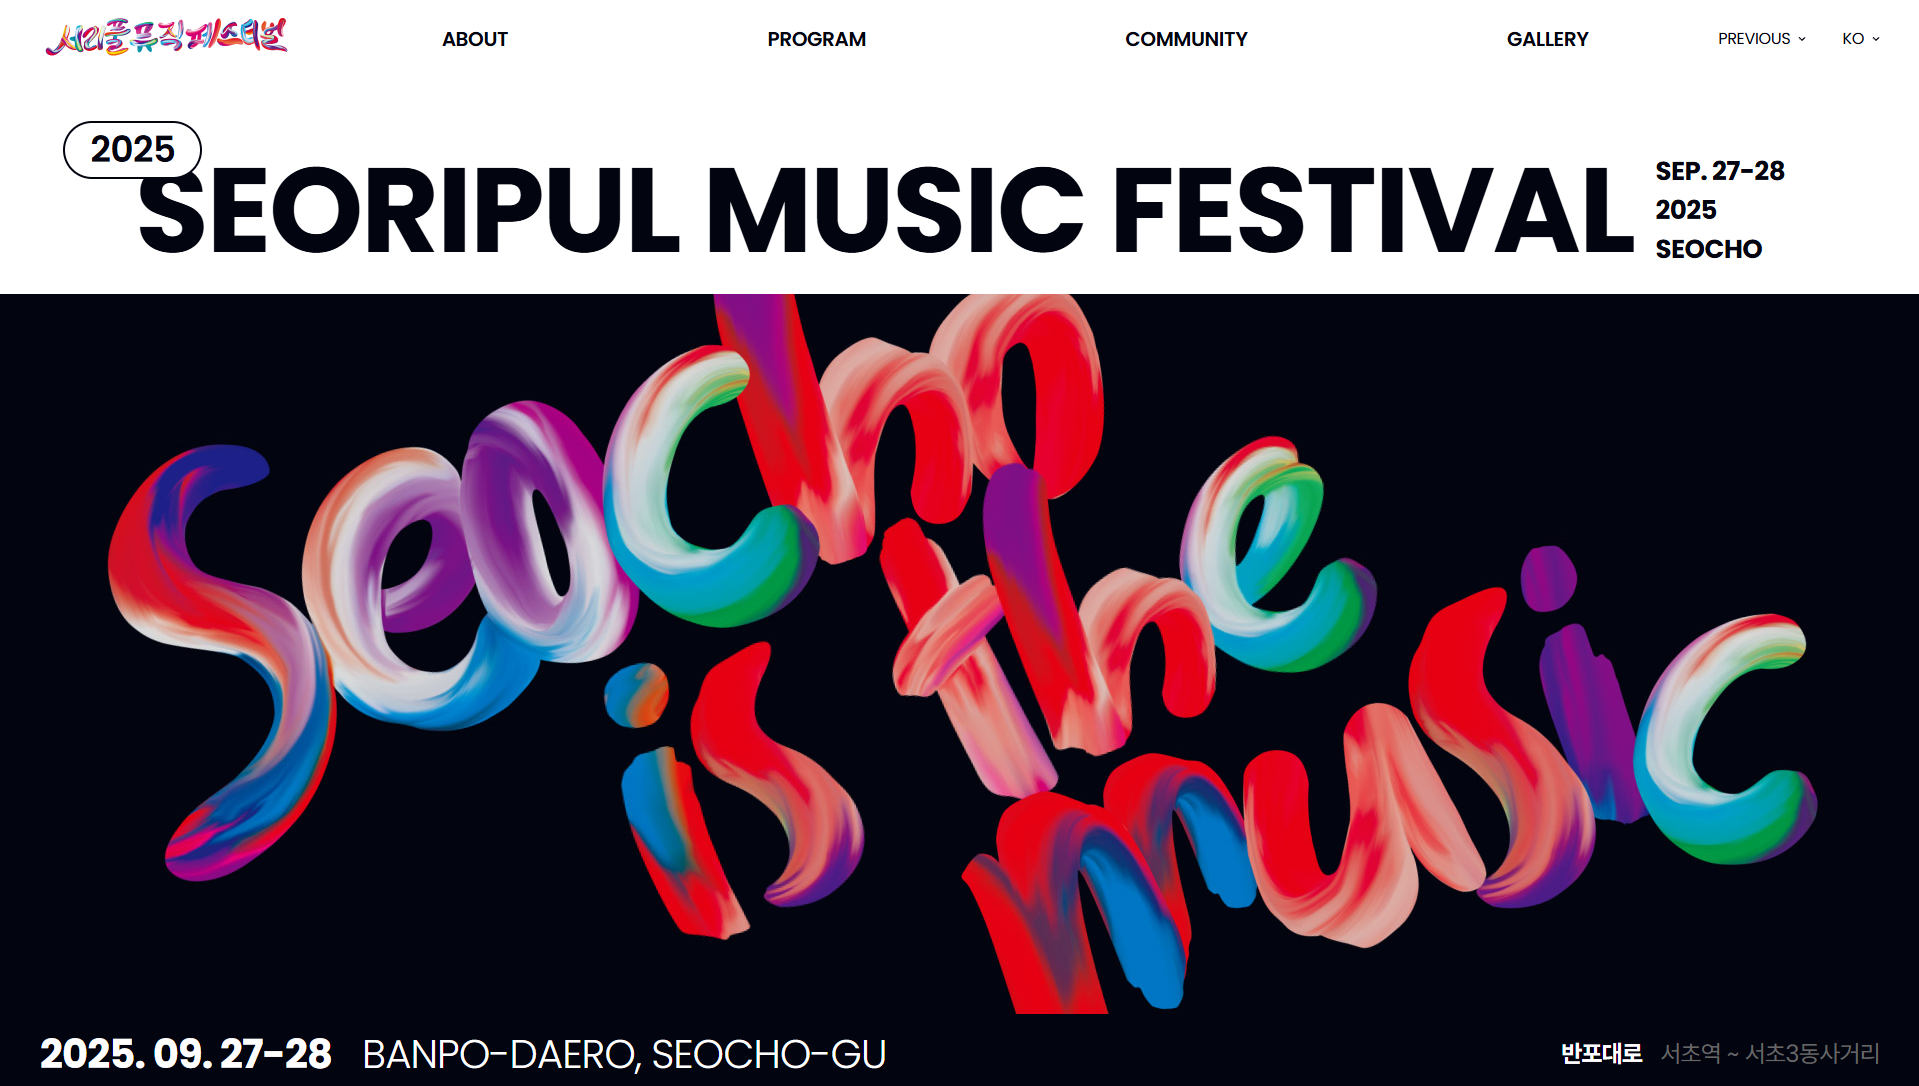 서리풀뮤직페스티벌
ABOUT
PROGRAM
COMMUNITY
GALLERY
PREVIOUS
KO
2025
SEORIPUL MUSIC FESTIVAL
SEP. 27-28
2025
SEOCHO
Seocho
is the
music
2025. 09. 27-28 BANPO-DAERO, SEOCHO-GU
반포대로 서초역 ~ 서초3동사거리